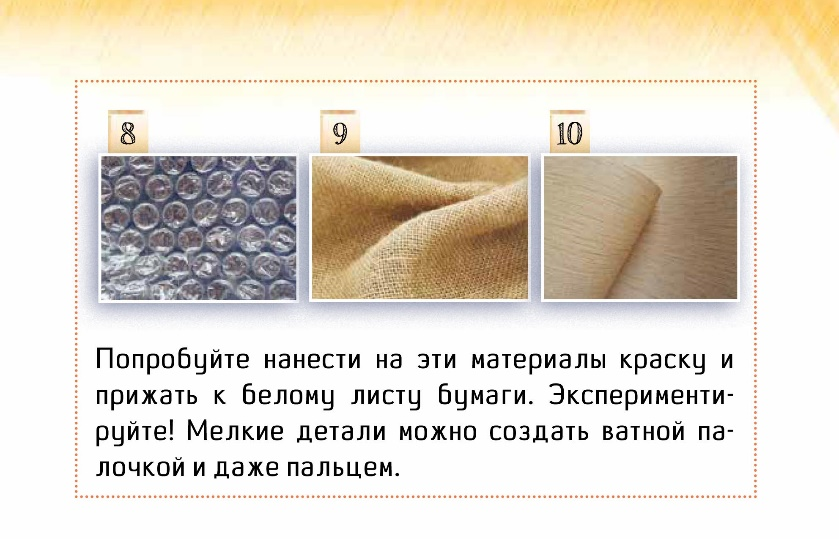 8 9 10
Попробуйте нанести на эти материалы краску и
прижать к белому листу бумаги. Эксперименти-
руйте! Мелкие детали можно создать ватной па-
лочкой и даже пальцем.